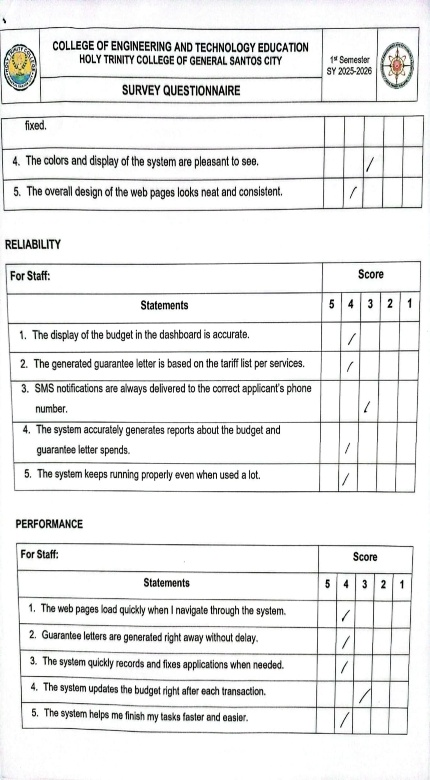 COLLEGE OF ENGINEERING AND TECHNOLOGY EDUCATION
HOLY TRINITY COLLEGE OF GENERAL SANTOS CITY
1st Semester
SY 2025-2026
SURVEY QUESTIONNAIRE
fixed.
4. The colors and display of the system are pleasant to see. /
5. The overall design of the web pages looks neat and consistent. /
RELIABILITY
For Staff: Score
Statements 5 4 3 2 1
1. The display of the budget in the dashboard is accurate. /
2. The generated guarantee letter is based on the tariff list per services. /
3. SMS notifications are always delivered to the correct applicant's phone
number. /
4. The system accurately generates reports about the budget and
guarantee letter spends. /
5. The system keeps running properly even when used a lot. /
PERFORMANCE
For Staff: Score
Statements 5 4 3 2 1
1. The web pages load quickly when I navigate through the system. /
2. Guarantee letters are generated right away without delay. /
3. The system quickly records and fixes applications when needed. /
4. The system updates the budget right after each transaction. /
5. The system helps me finish my tasks faster and easier. /